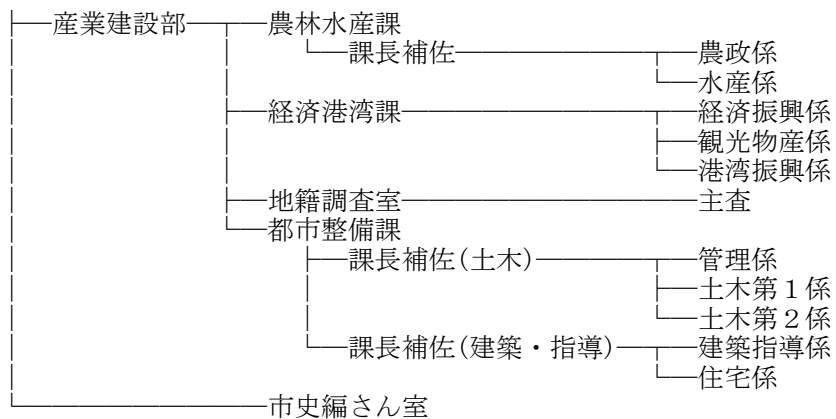 産業建設部 農林水産課
課長補佐 農政係
水産係
経済港湾課 経済振興係
観光物産係
港湾振興係
地籍調査室 主査
都市整備課
課長補佐(土木) 管理係
土木第1係
土木第2係
課長補佐(建築・指導) 建築指導係
住宅係
市史編さん室